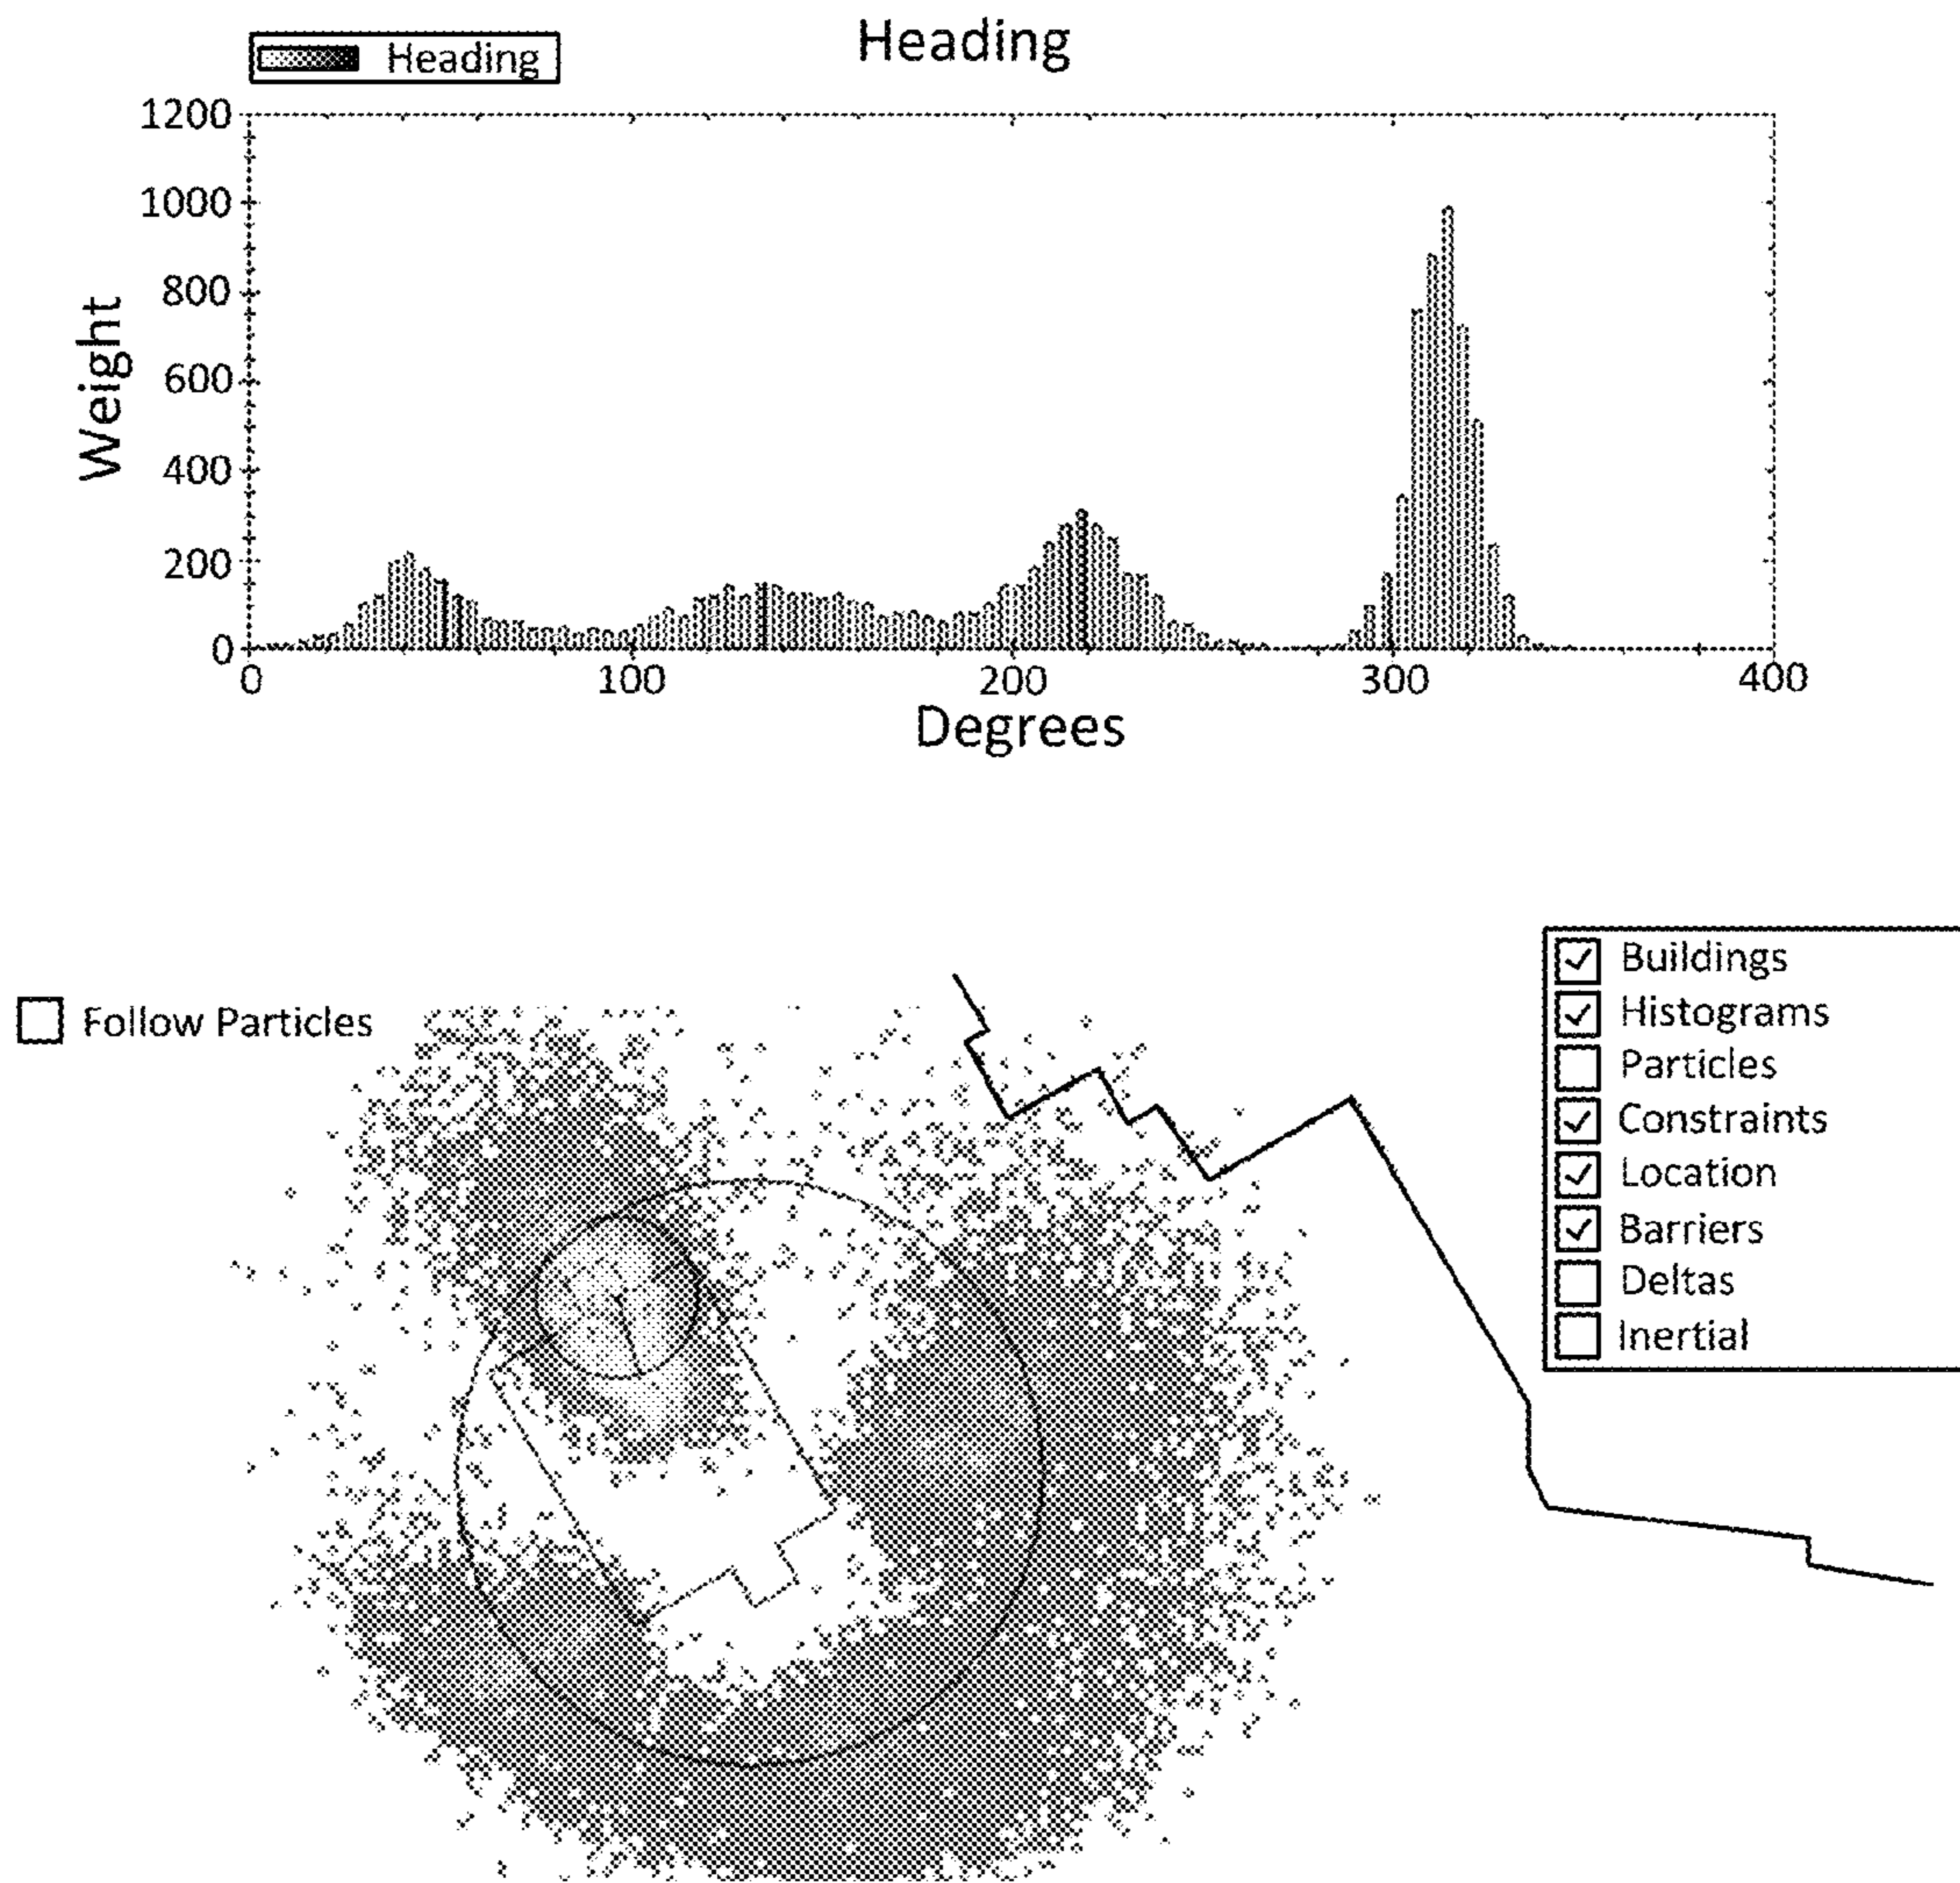 Heading
Heading
1200
1000
800
600
400
200
0
Weight
0 100 200 300 400
Degrees
Follow Particles
Buildings
Histograms
Particles
Constraints
Location
Barriers
Deltas
Inertial